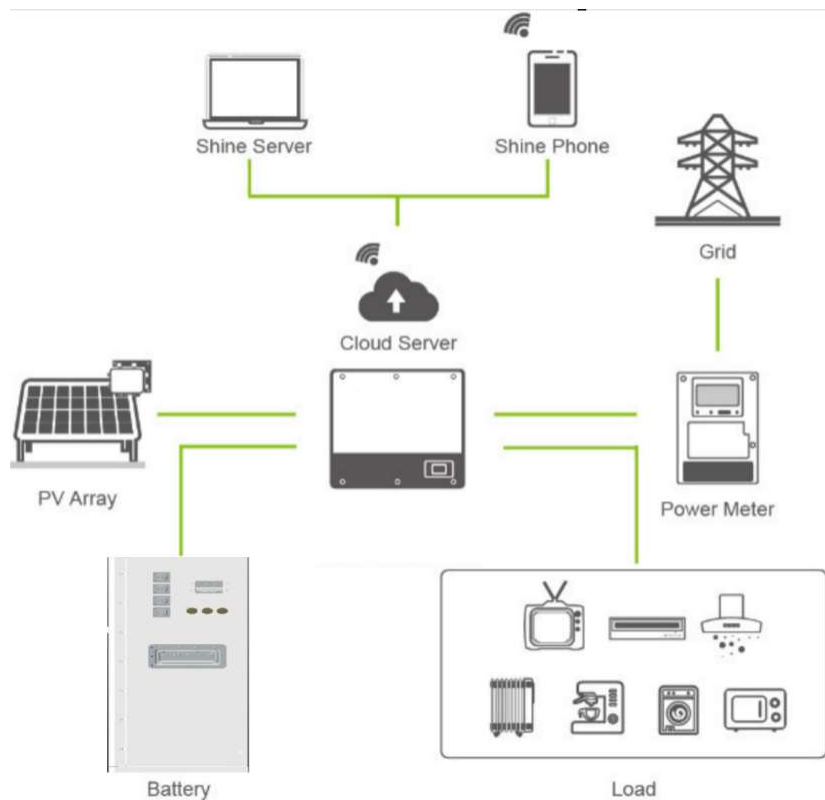 Shine Server
Shine Phone
Grid
Cloud Server
PV Array
Power Meter
Battery
Load